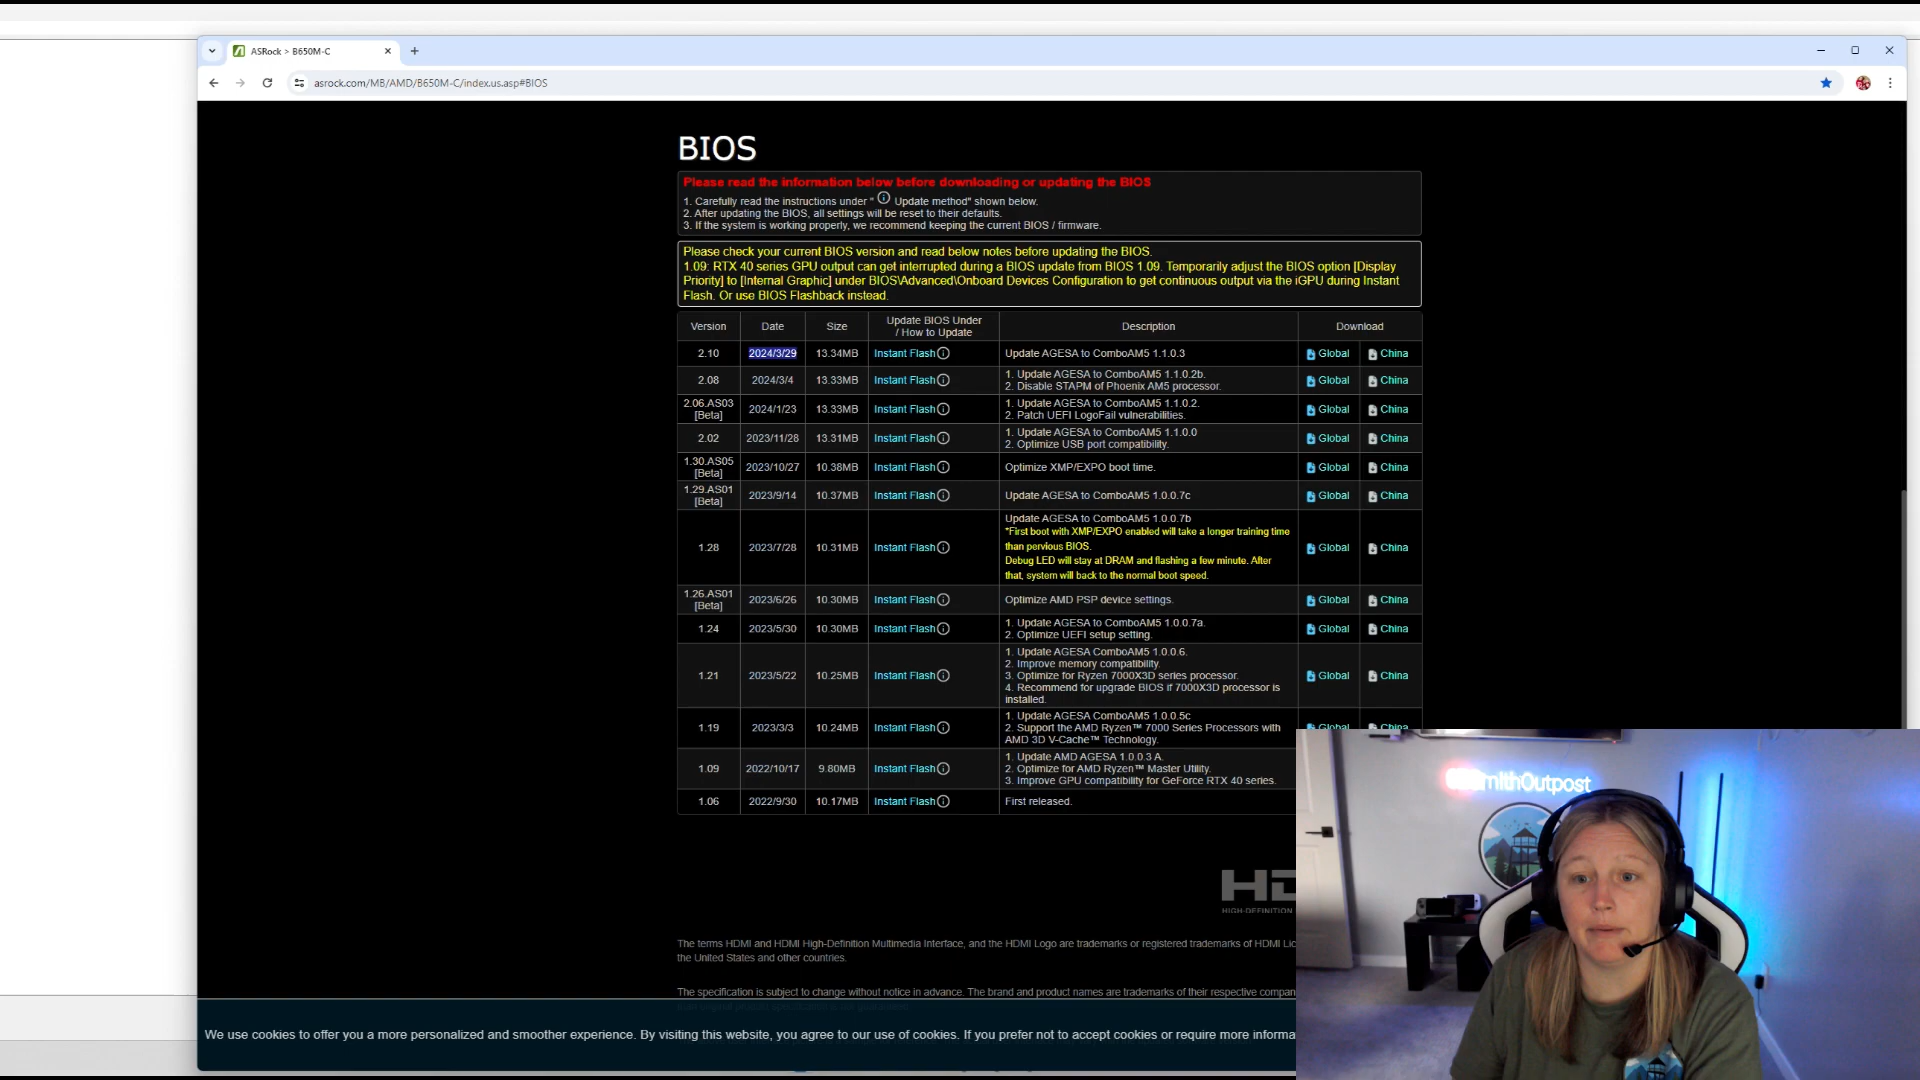 ASRock > B650M-C
asrock.com/MB/AMD/B650M-C/index.us.asp#BIOS
BIOS
Please read the information below before downloading or updating the BIOS
1. Carefully read the instructions under " Update method" shown below.
2. After updating the BIOS, all settings will be reset to their defaults.
3. If the system is working properly, we recommend keeping the current BIOS / firmware.
Please check your current BIOS version and read below notes before updating the BIOS.
1.09: RTX 40 series GPU output can get interrupted during a BIOS update from BIOS 1.09. Temporarily adjust the BIOS option [Display
Priority] to [Internal Graphic] under BIOS\Advanced\Onboard Devices Configuration to get continuous output via the iGPU during Instant
Flash. Or use BIOS Flashback instead.
Version Date Size Update BIOS Under Description Download
/ How to Update
2.10 2024/3/29 13.34MB Instant Flash Update AGESA to ComboAM5 1.1.0.3 Global China
2.08 2024/3/4 13.33MB Instant Flash 1. Update AGESA to ComboAM5 1.1.0.2b. Global China
2. Disable STAPM of Phoenix AM5 processor.
2.06.AS03 2024/1/23 13.33MB Instant Flash 1. Update AGESA to ComboAM5 1.1.0.2. Global China
[Beta] 2. Patch UEFI LogoFail vulnerabilities.
2.02 2023/11/28 13.31MB Instant Flash 1. Update AGESA to ComboAM5 1.1.0.0 Global China
2. Optimize USB port compatibility.
1.30.AS05 2023/10/27 10.38MB Instant Flash Optimize XMP/EXPO boot time. Global China
[Beta]
1.29.AS01 2023/9/14 10.37MB Instant Flash Update AGESA to ComboAM5 1.0.0.7c Global China
[Beta]
Update AGESA to ComboAM5 1.0.0.7b
*First boot with XMP/EXPO enabled will take a longer training time
than pervious BIOS.
1.28 2023/7/28 10.31MB Instant Flash Global China
Debug LED will stay at DRAM and flashing a few minute. After
that, system will back to the normal boot speed.
1.26.AS01 2023/6/26 10.30MB Instant Flash Optimize AMD PSP device settings. Global China
[Beta]
1.24 2023/5/30 10.30MB Instant Flash 1. Update AGESA to ComboAM5 1.0.0.7a. Global China
2. Optimize UEFI setup setting.
1. Update AGESA ComboAM5 1.0.0.6.
2. Improve memory compatibility.
1.21 2023/5/22 10.25MB Instant Flash 3. Optimize for Ryzen 7000X3D series processor. Global China
4. Recommend for upgrade BIOS if 7000X3D processor is
installed.
1. Update AGESA ComboAM5 1.0.0.5c
1.19 2023/3/3 10.24MB Instant Flash 2. Support the AMD Ryzen™ 7000 Series Processors with Global China
AMD 3D V-Cache™ Technology.
1. Update AMD AGESA 1.0.0.3 A.
1.09 2022/10/17 9.80MB Instant Flash 2. Optimize for AMD Ryzen™ Master Utility.
3. Improve GPU compatibility for GeForce RTX 40 series.
1.06 2022/9/30 10.17MB Instant Flash First released.
HIGH-DEFINITION
The terms HDMI and HDMI High-Definition Multimedia Interface, and the HDMI Logo are trademarks or registered trademarks of HDMI Lic
the United States and other countries.
The specification is subject to change without notice in advance. The brand and product names are trademarks of their respective compan
We use cookies to offer you a more personalized and smoother experience. By visiting this website, you agree to our use of cookies. If you prefer not to accept cookies or require more informa
mithOutpost